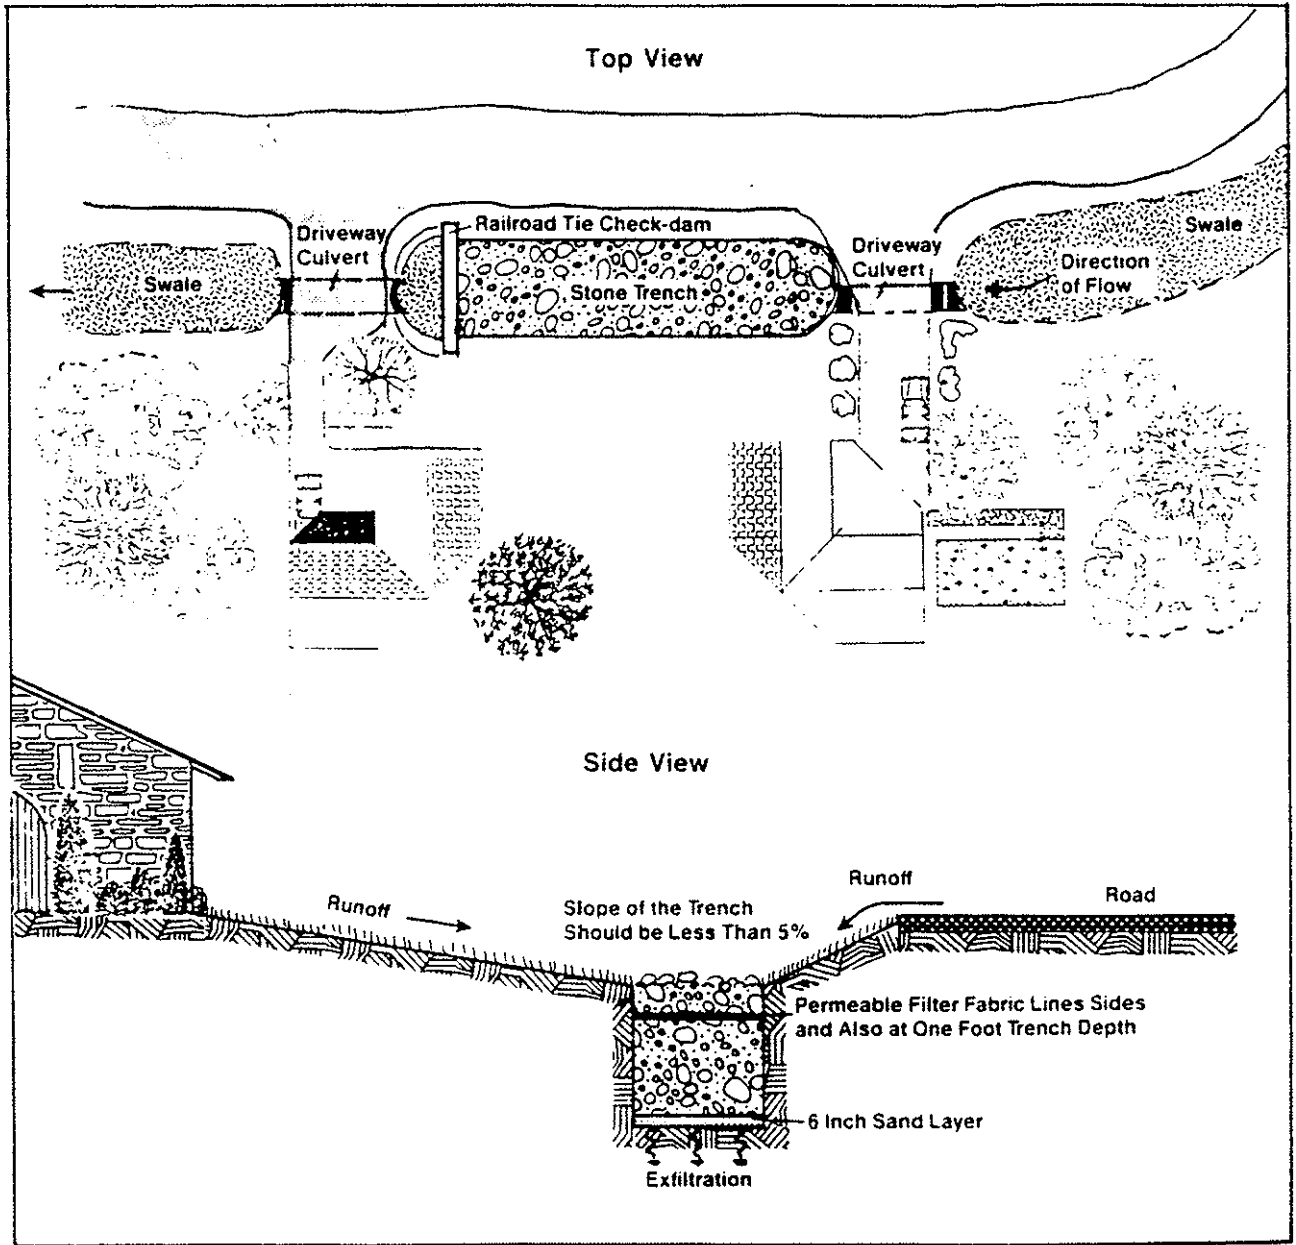 Top View
Railroad Tie Check-dam
Driveway
Culvert
Driveway
Culvert
Swale
Swale
Stone Trench
Direction
of Flow
Side View
Runoff
Runoff
Road
Slope of the Trench
Should be Less Than 5%
Permeable Filter Fabric Lines Sides
and Also at One Foot Trench Depth
6 Inch Sand Layer
Exfiltration